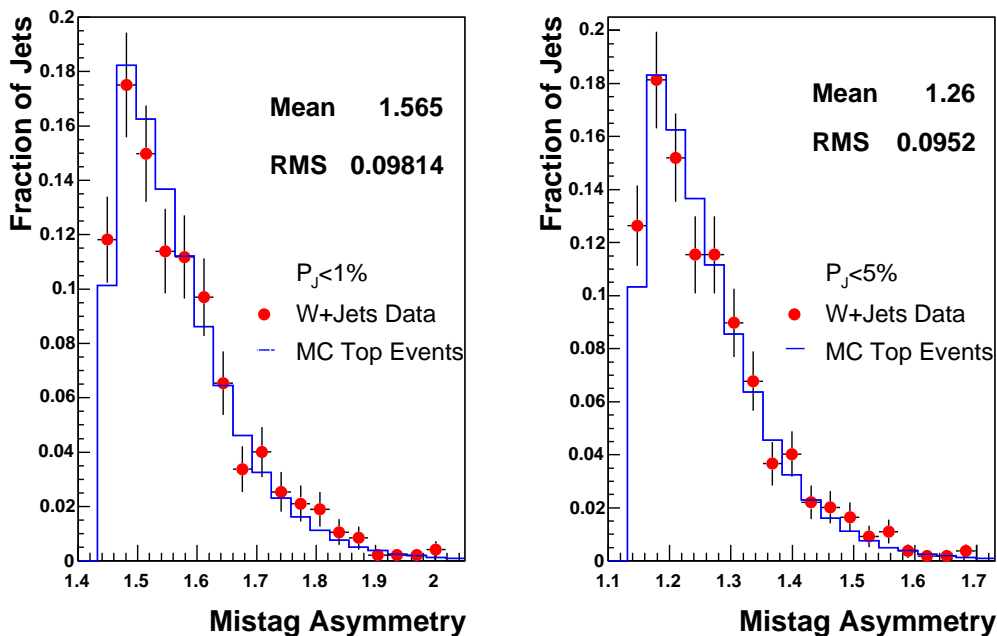 Fraction of Jets
0.2
0.18
0.16
0.14
0.12
0.1
0.08
0.06
0.04
0.02
0
Mean 1.565
RMS 0.09814
P_J<1%
W+Jets Data
MC Top Events
1.4 1.5 1.6 1.7 1.8 1.9 2
Mistag Asymmetry
Fraction of Jets
0.2
0.18
0.16
0.14
0.12
0.1
0.08
0.06
0.04
0.02
0
Mean 1.26
RMS 0.0952
P_J<5%
W+Jets Data
MC Top Events
1.1 1.2 1.3 1.4 1.5 1.6 1.7
Mistag Asymmetry